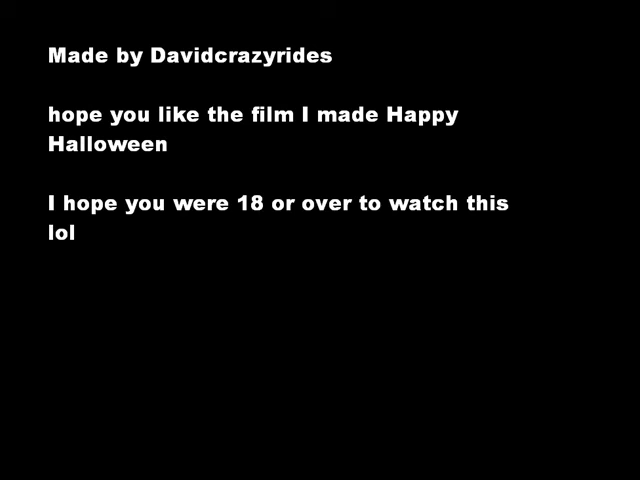 Made by Davidcrazyrides
hope you like the film I made Happy
Halloween
I hope you were 18 or over to watch this
lol